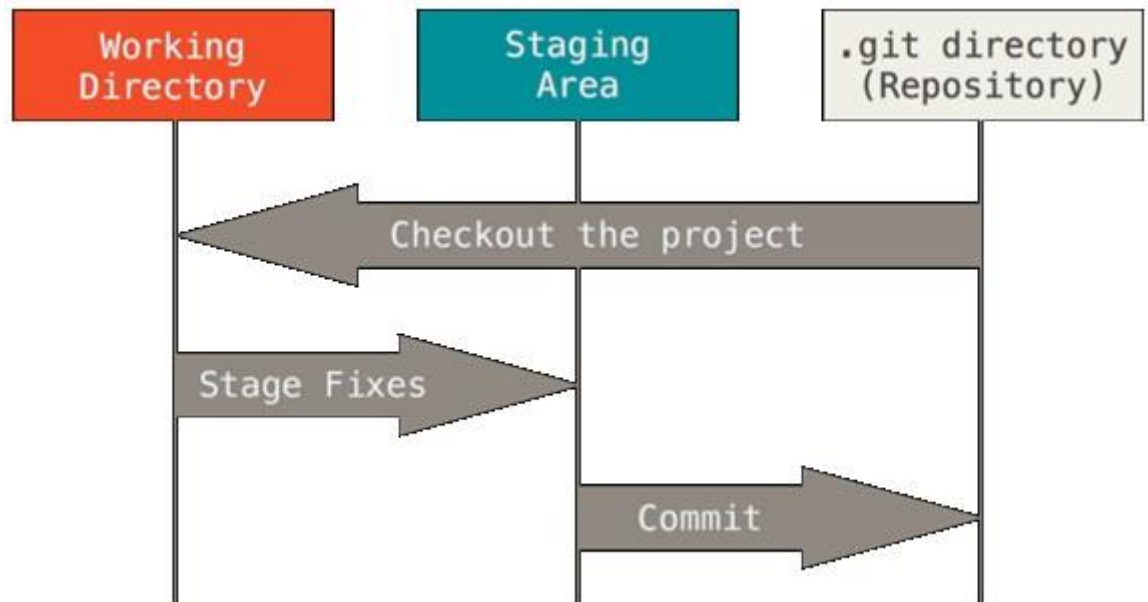 Working
Directory
Staging
Area
.git directory
(Repository)
Checkout the project
Stage Fixes
Commit